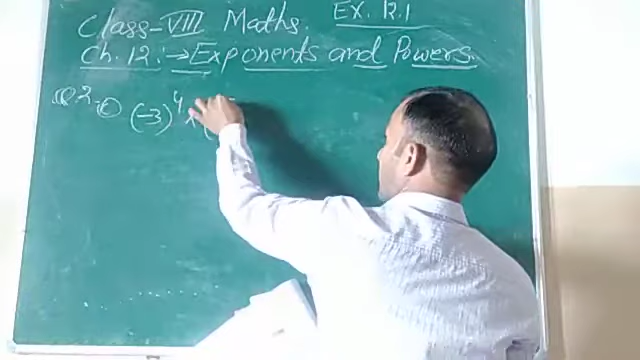 Class-VIII Maths. Ex. 12.1
Ch. 12:→Exponents and Powers.
Q2. (-3)⁴ × (